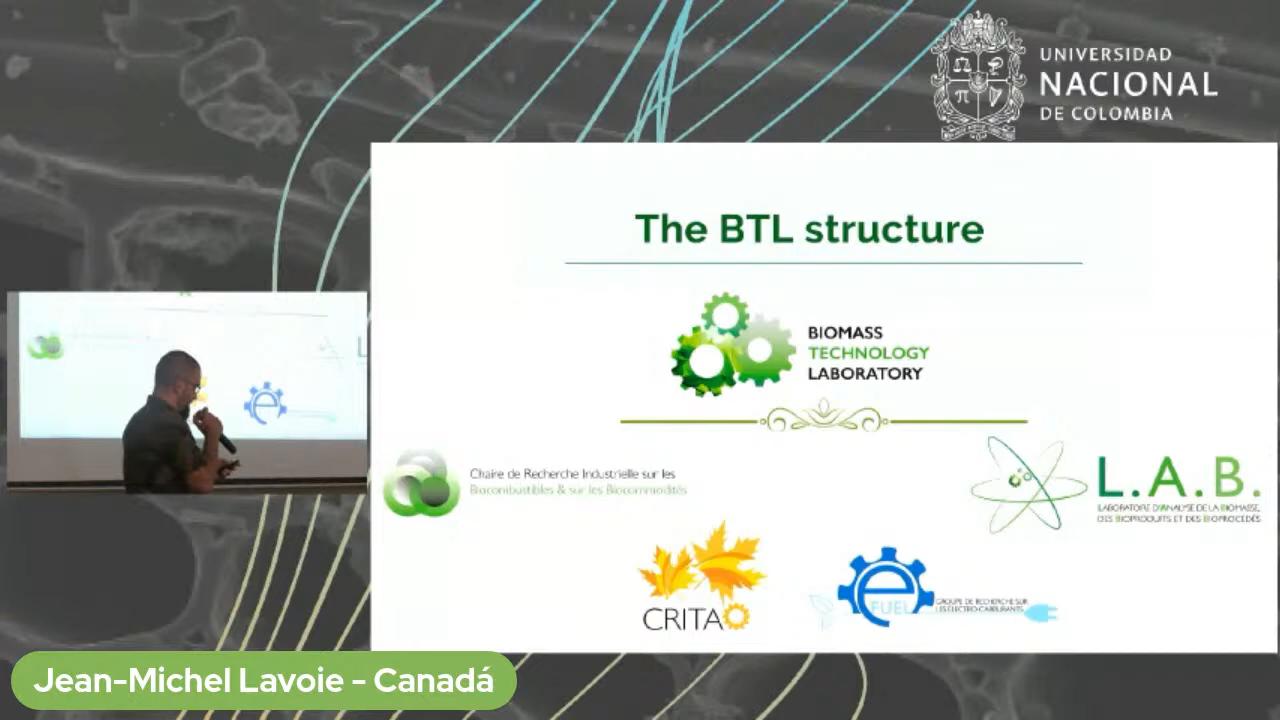 UNIVERSIDAD
NACIONAL
DE COLOMBIA
The BTL structure
BIOMASS
TECHNOLOGY
LABORATORY
Chaire de Recherche Industrielle sur les
Biocombustibles & sur les Biocommodités
L.A.B.
LABORATOIRE D'ANALYSE DE LA BIOMASSE,
DES BIOPRODUITS ET DES BIOPROCÉDÉS
CRITA
e
FUEL
GROUPE DE RECHERCHE SUR
LES ÉLECTRO-CARBURANTS
e
Jean-Michel Lavoie - Canadá